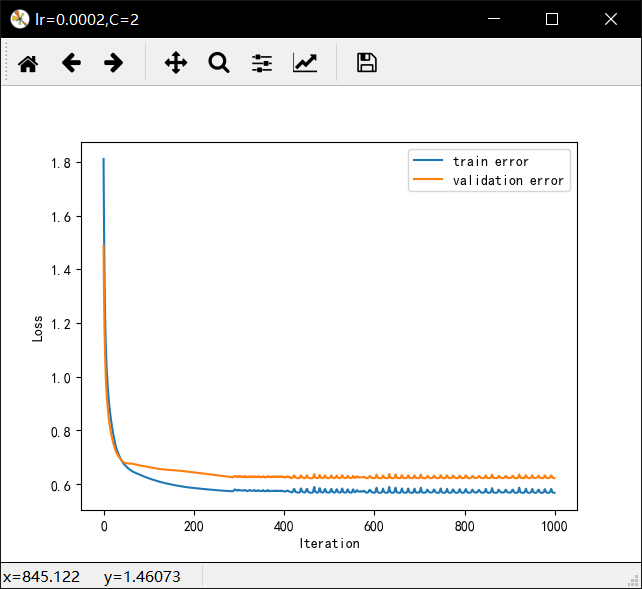 lr=0.0002,C=2
train error
validation error
1.8
1.6
1.4
1.2
1.0
0.8
0.6
Loss
0 200 400 600 800 1000
Iteration
x=845.122 y=1.46073